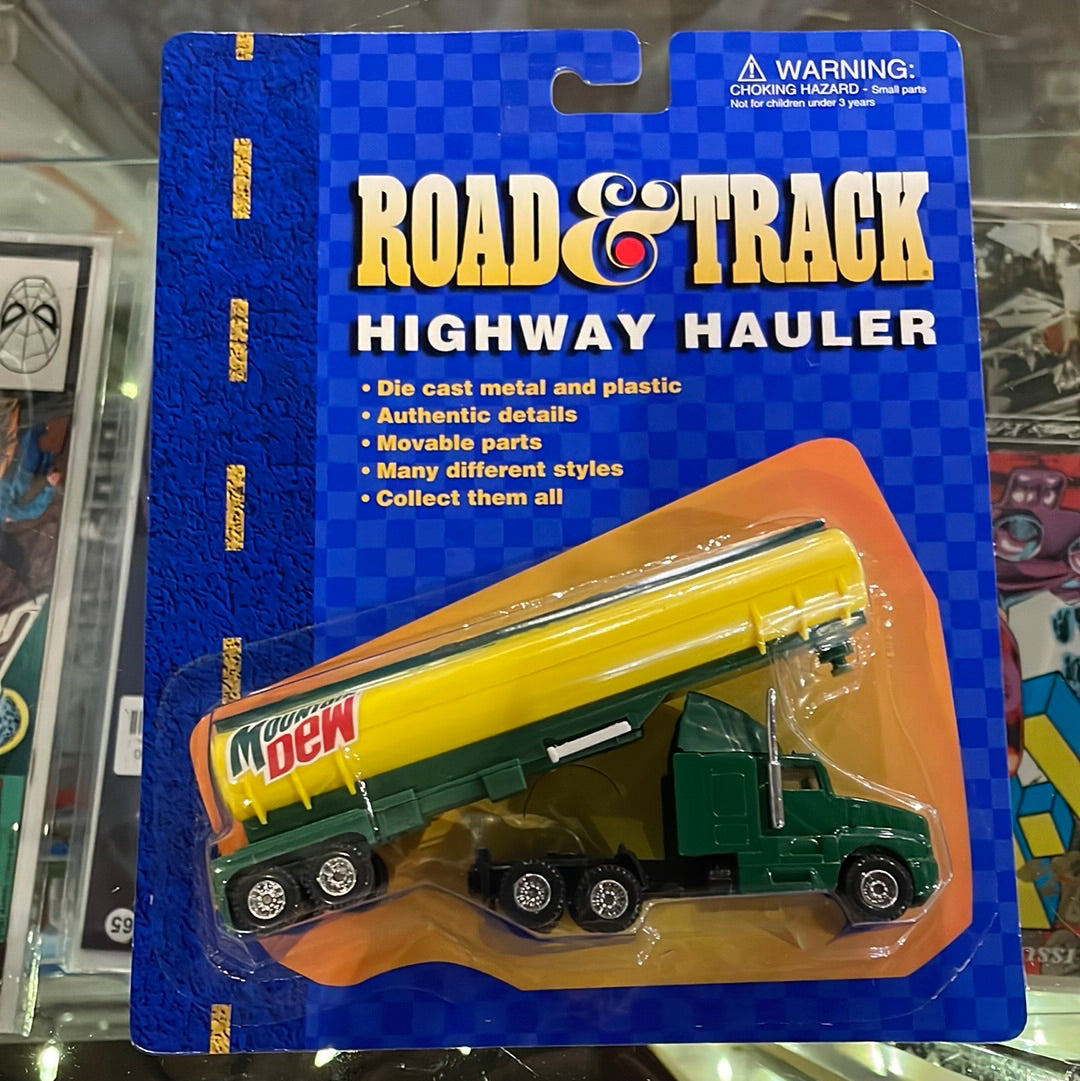 WARNING:
CHOKING HAZARD - Small parts
Not for children under 3 years
ROAD & TRACK
HIGHWAY HAULER
• Die cast metal and plastic
• Authentic details
• Movable parts
• Many different styles
• Collect them all
MOUNTAIN
DEW
65